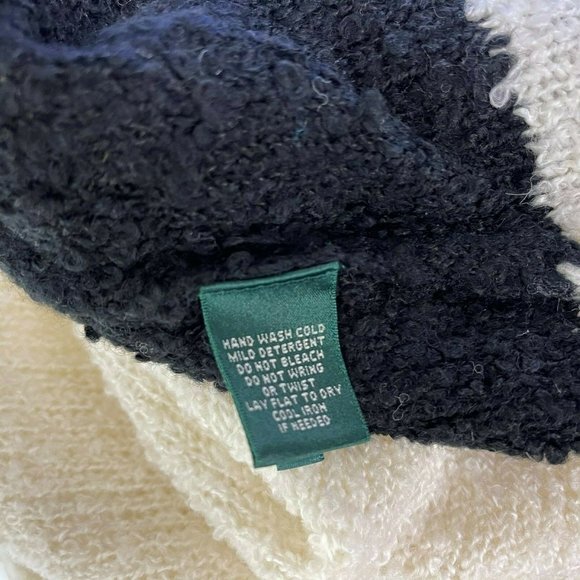 HAND WASH COLD
MILD DETERGENT
DO NOT BLEACH
DO NOT WRING
OR TWIST
LAY FLAT TO DRY
COOL IRON
IF NEEDED